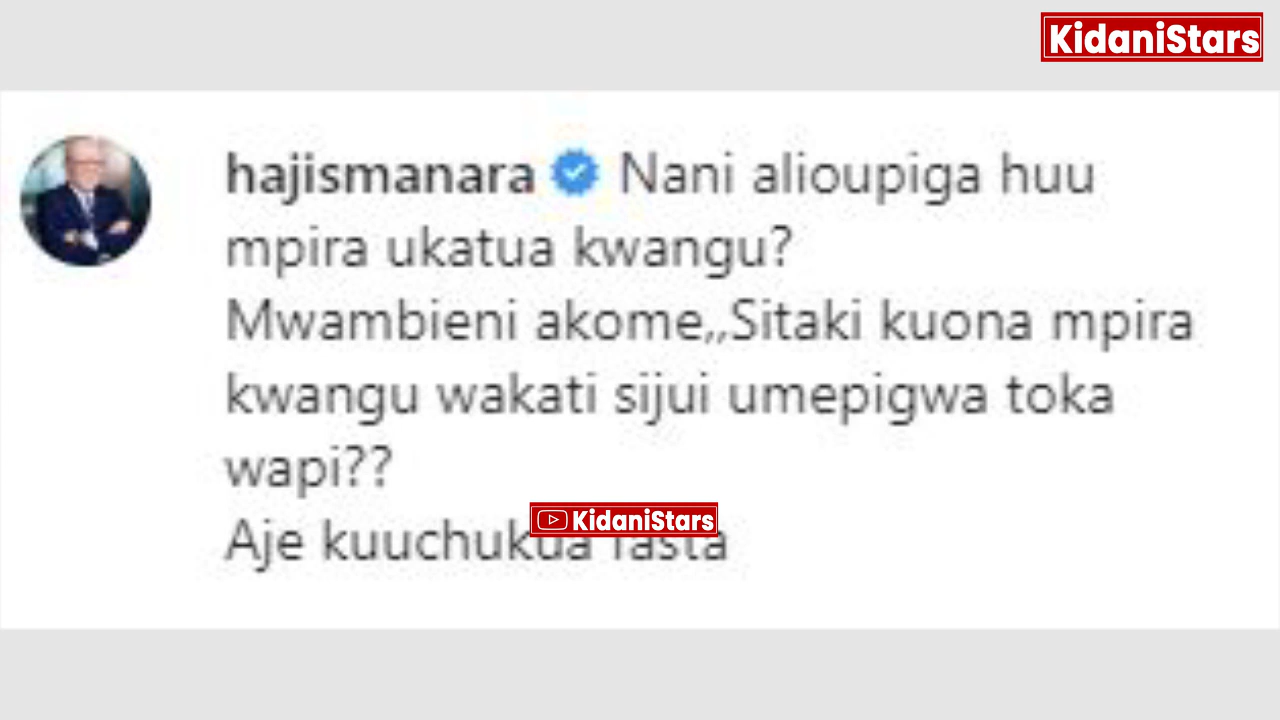 KidaniStars
hajismanara Nani alioupiga huu
mpira ukatua kwangu?
Mwambieni akome,,Sitaki kuona mpira
kwangu wakati sijui umepigwa toka
wapi??
KidaniStars
Aje kuuchukua fasta